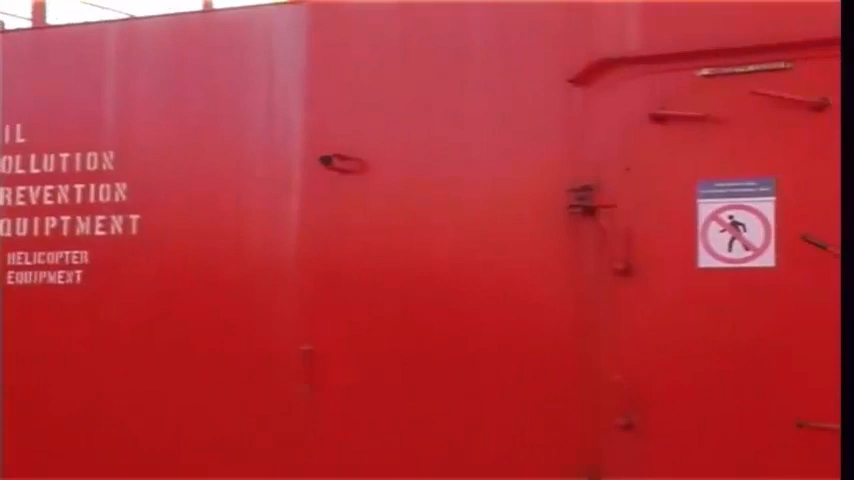 IL
OLLUTION
REVENTION
QUIPTMENT
HELICOPTER
EQUIPMENT